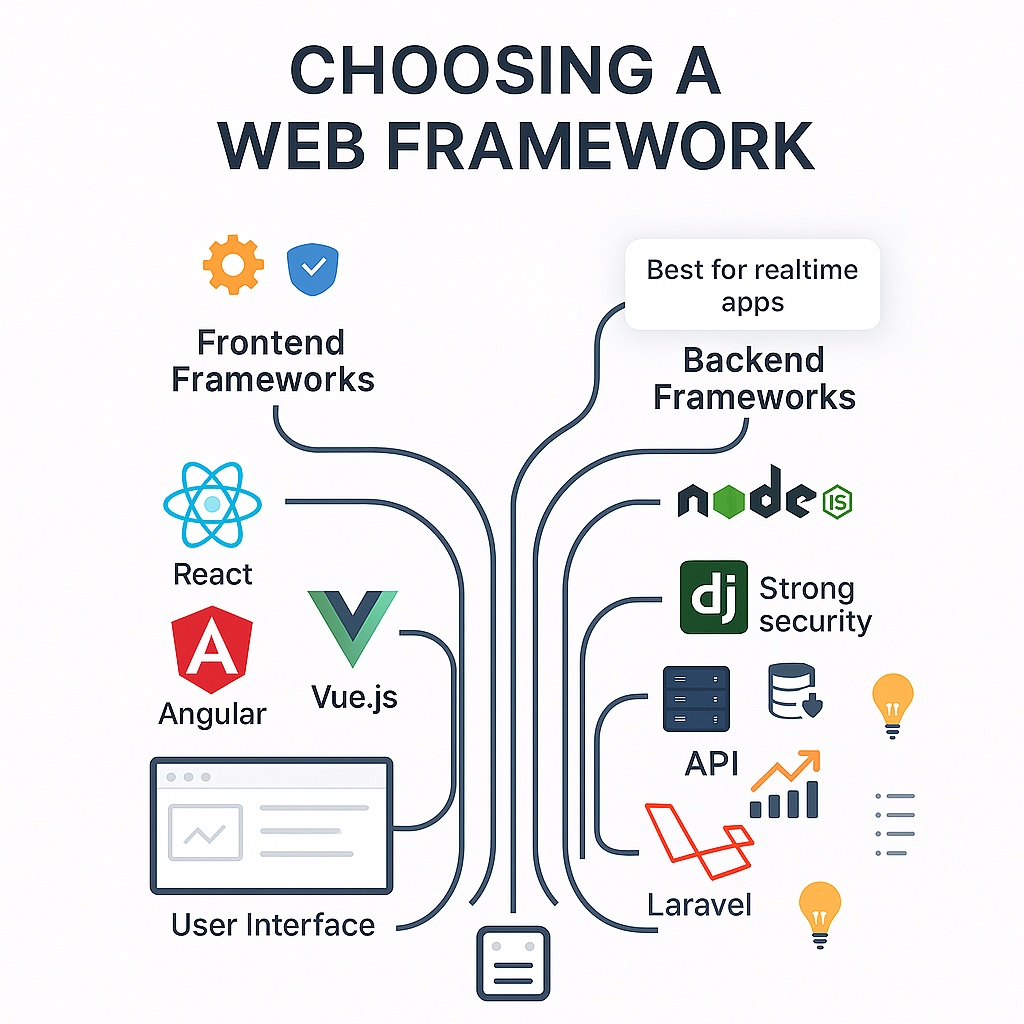 CHOOSING A
WEB FRAMEWORK
Frontend
Frameworks
React
Angular
Vue.js
User Interface
Best for realtime
apps
Backend
Frameworks
node JS
dj
Strong
security
API
Laravel